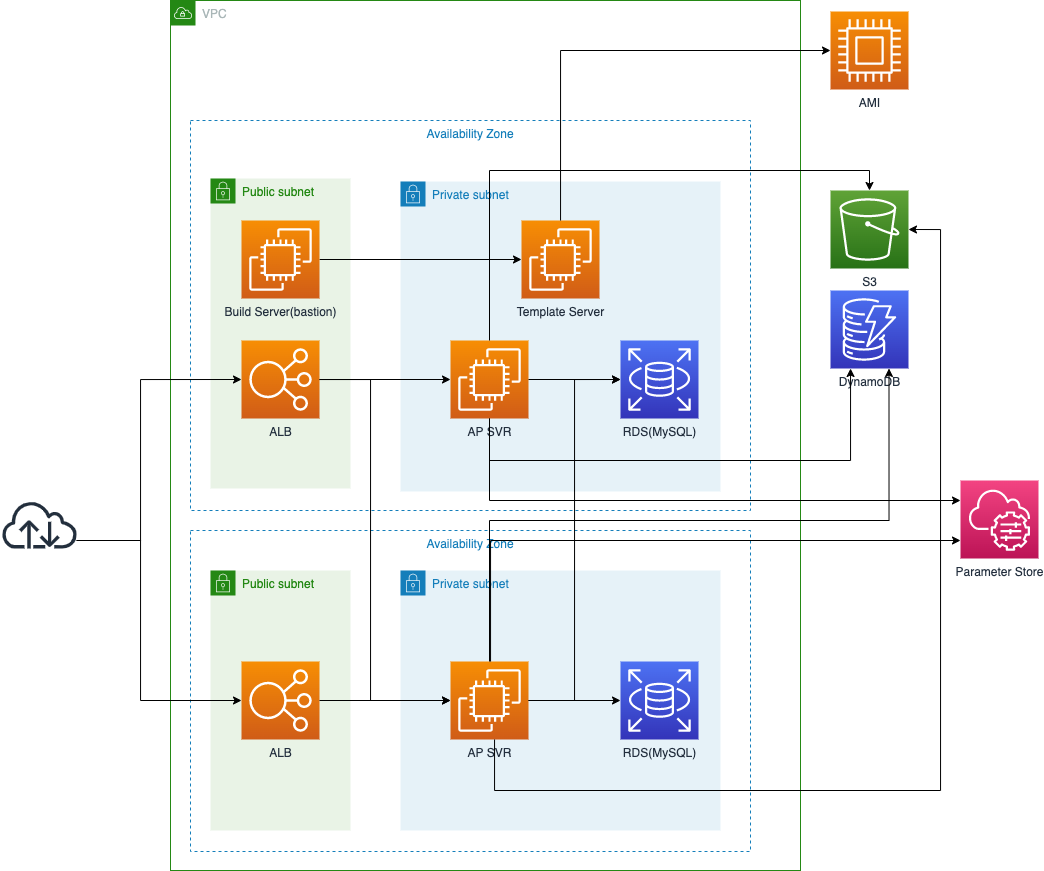 VPC
AMI
Availability Zone
Public subnet
Private subnet
Build Server(bastion)
Template Server
S3
DynamoDB
ALB
AP SVR
RDS(MySQL)
Availability Zone
Parameter Store
Public subnet
Private subnet
ALB
AP SVR
RDS(MySQL)